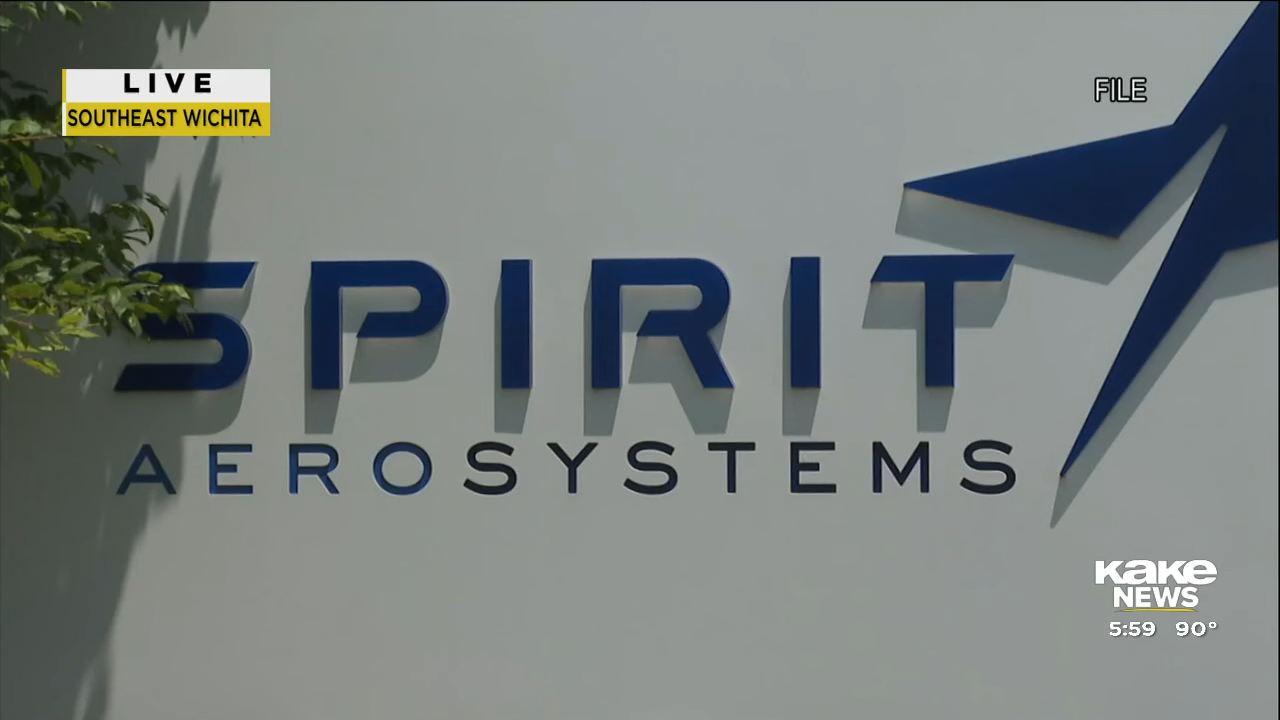 LIVE
SOUTHEAST WICHITA
FILE
SPIRIT
AEROSYSTEMS
kake
NEWS
5:59 90°